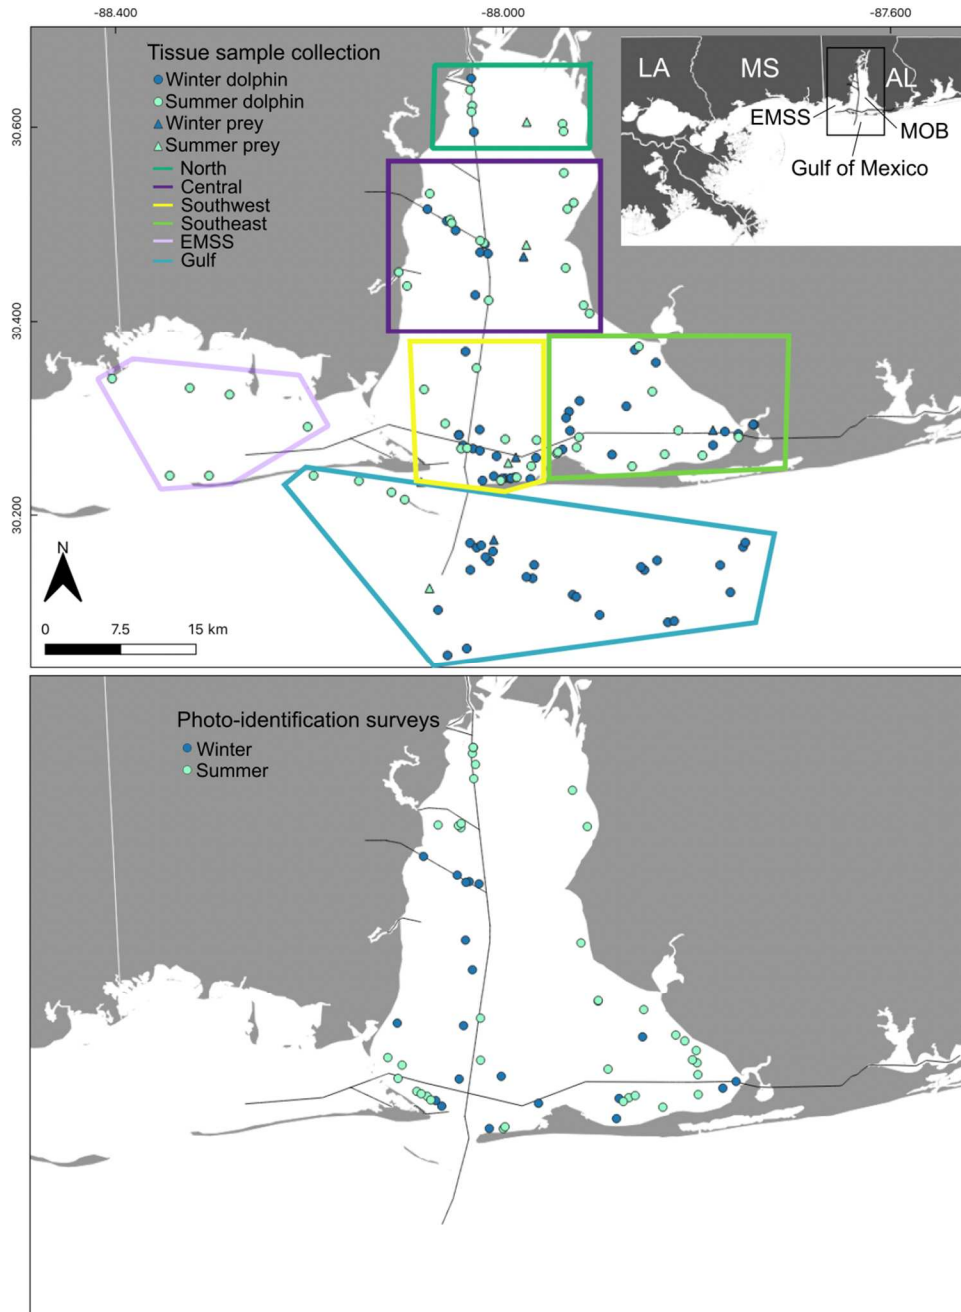 -88.400 -88.000 -87.600
Tissue sample collection
Winter dolphin
Summer dolphin
Winter prey
Summer prey
North
Central
Southwest
Southeast
EMSS
Gulf
LA MS AL
EMSS
MOB
Gulf of Mexico
30.600
30.400
30.200
N
0 7.5 15 km
Photo-identification surveys
Winter
Summer